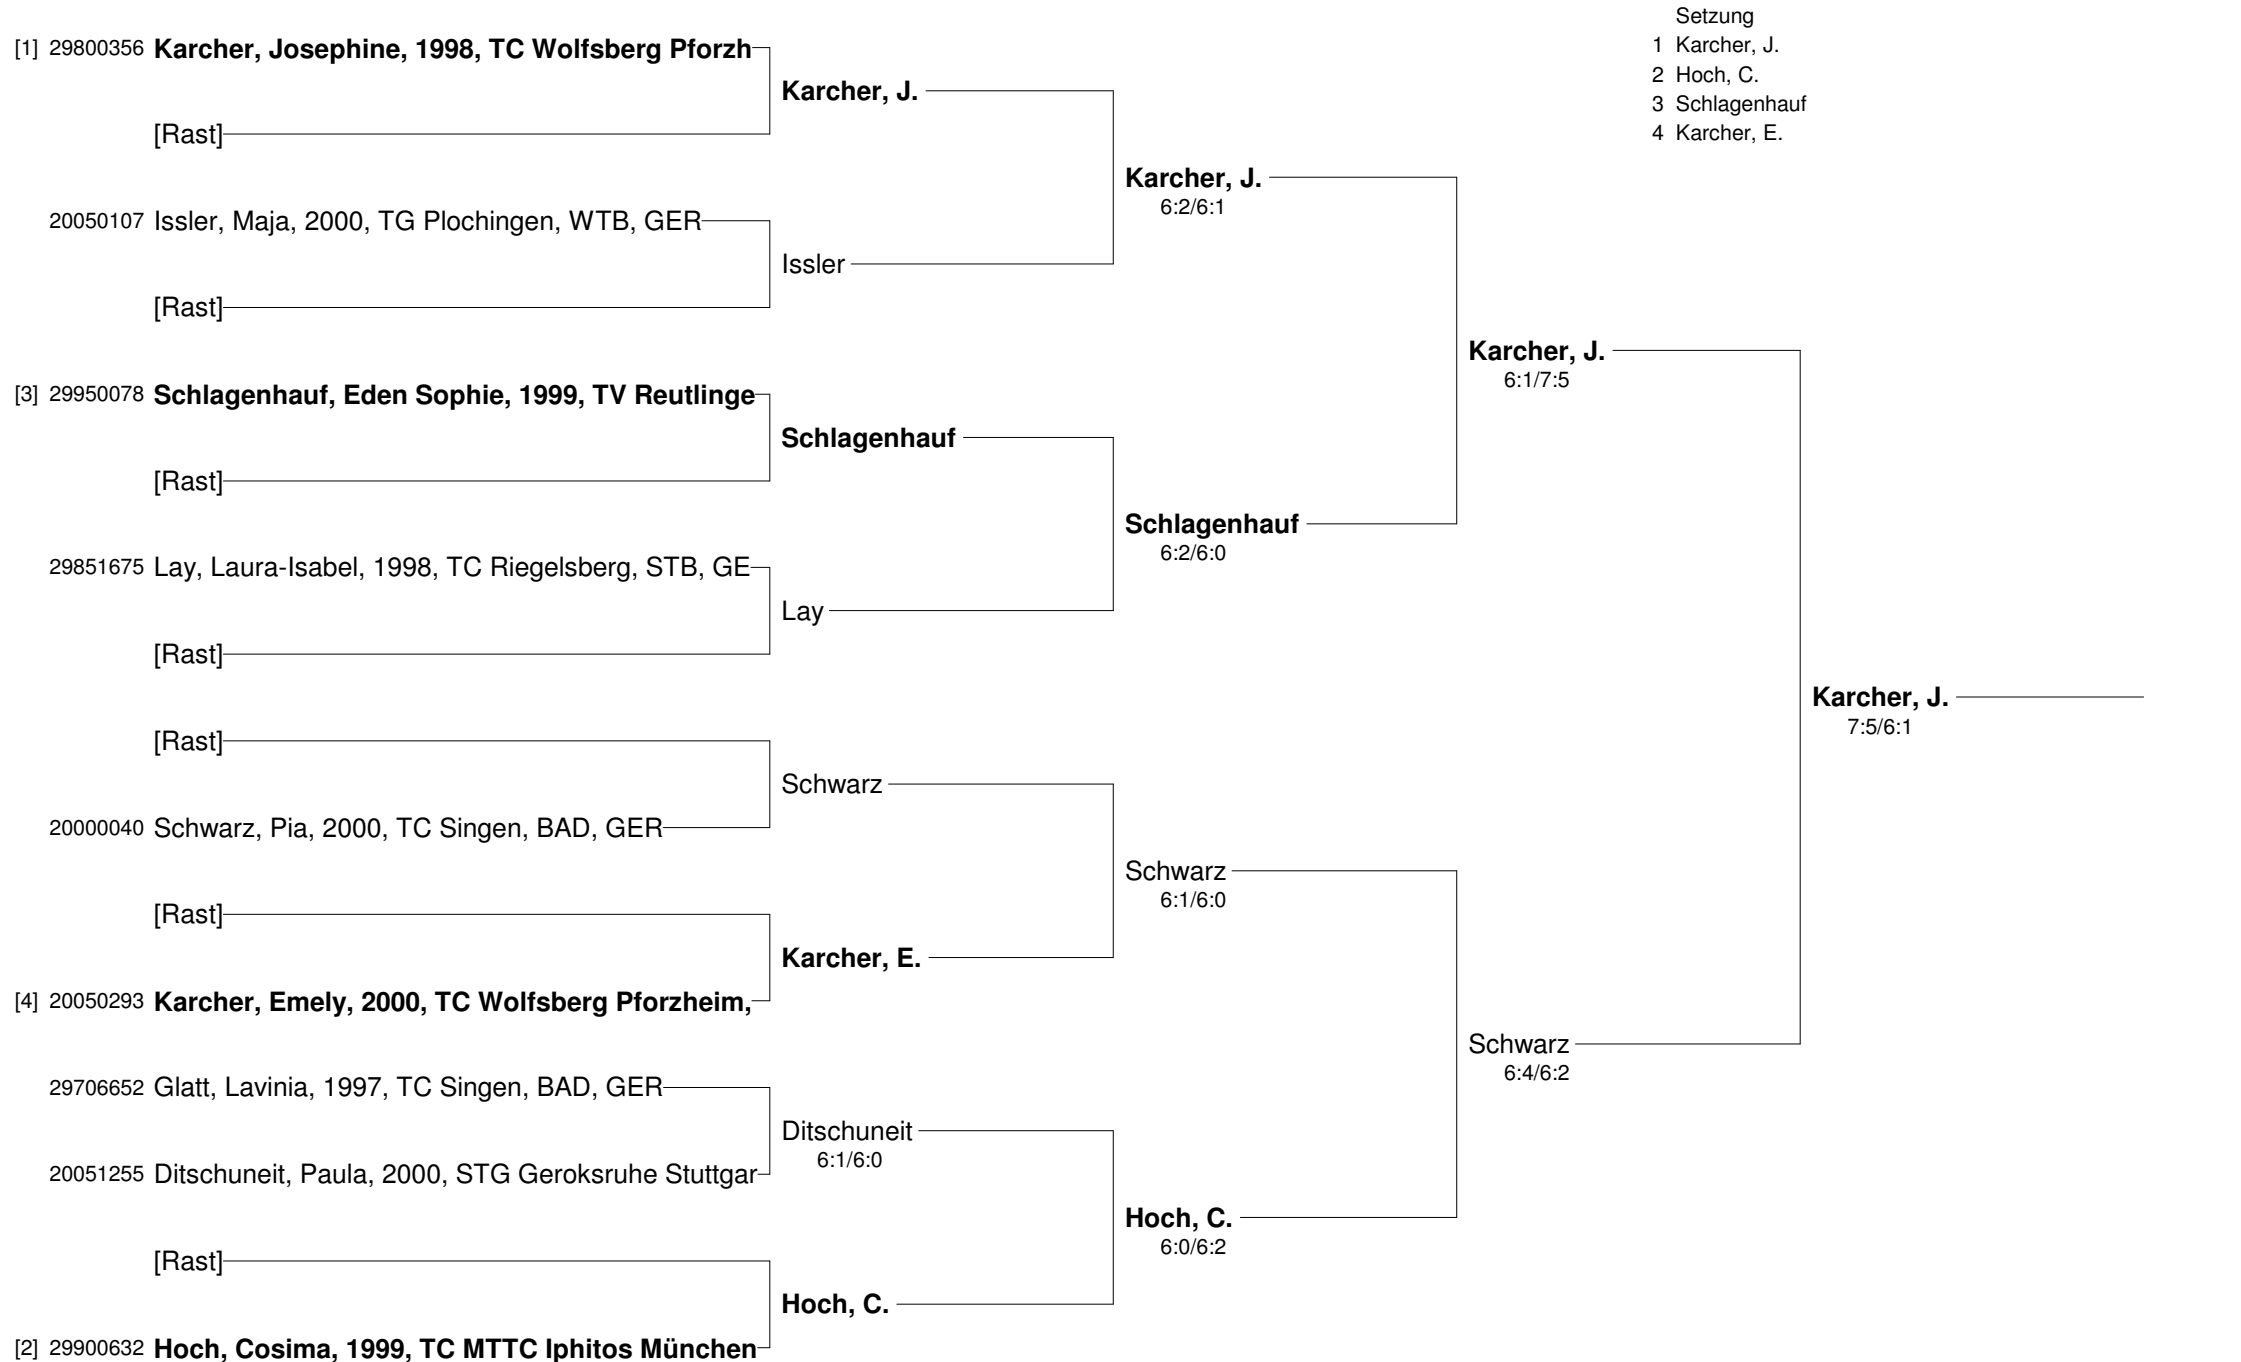 Setzung
1 Karcher, J.
2 Hoch, C.
3 Schlagenhauf
4 Karcher, E.
[1] 29800356 Karcher, Josephine, 1998, TC Wolfsberg Pforzh
Karcher, J.
[Rast]
Karcher, J.
6:2/6:1
20050107 Issler, Maja, 2000, TG Plochingen, WTB, GER
Issler
[Rast]
Karcher, J.
6:1/7:5
[3] 29950078 Schlagenhauf, Eden Sophie, 1999, TV Reutlinge
Schlagenhauf
[Rast]
Schlagenhauf
6:2/6:0
29851675 Lay, Laura-Isabel, 1998, TC Riegelsberg, STB, GE
Lay
[Rast]
Karcher, J.
7:5/6:1
[Rast]
Schwarz
20000040 Schwarz, Pia, 2000, TC Singen, BAD, GER
Schwarz
6:1/6:0
[Rast]
Karcher, E.
[4] 20050293 Karcher, Emely, 2000, TC Wolfsberg Pforzheim,
Schwarz
6:4/6:2
29706652 Glatt, Lavinia, 1997, TC Singen, BAD, GER
Ditschuneit
6:1/6:0
20051255 Ditschuneit, Paula, 2000, STG Geroksruhe Stuttgar
Hoch, C.
6:0/6:2
[Rast]
Hoch, C.
[2] 29900632 Hoch, Cosima, 1999, TC MTTC Iphitos München